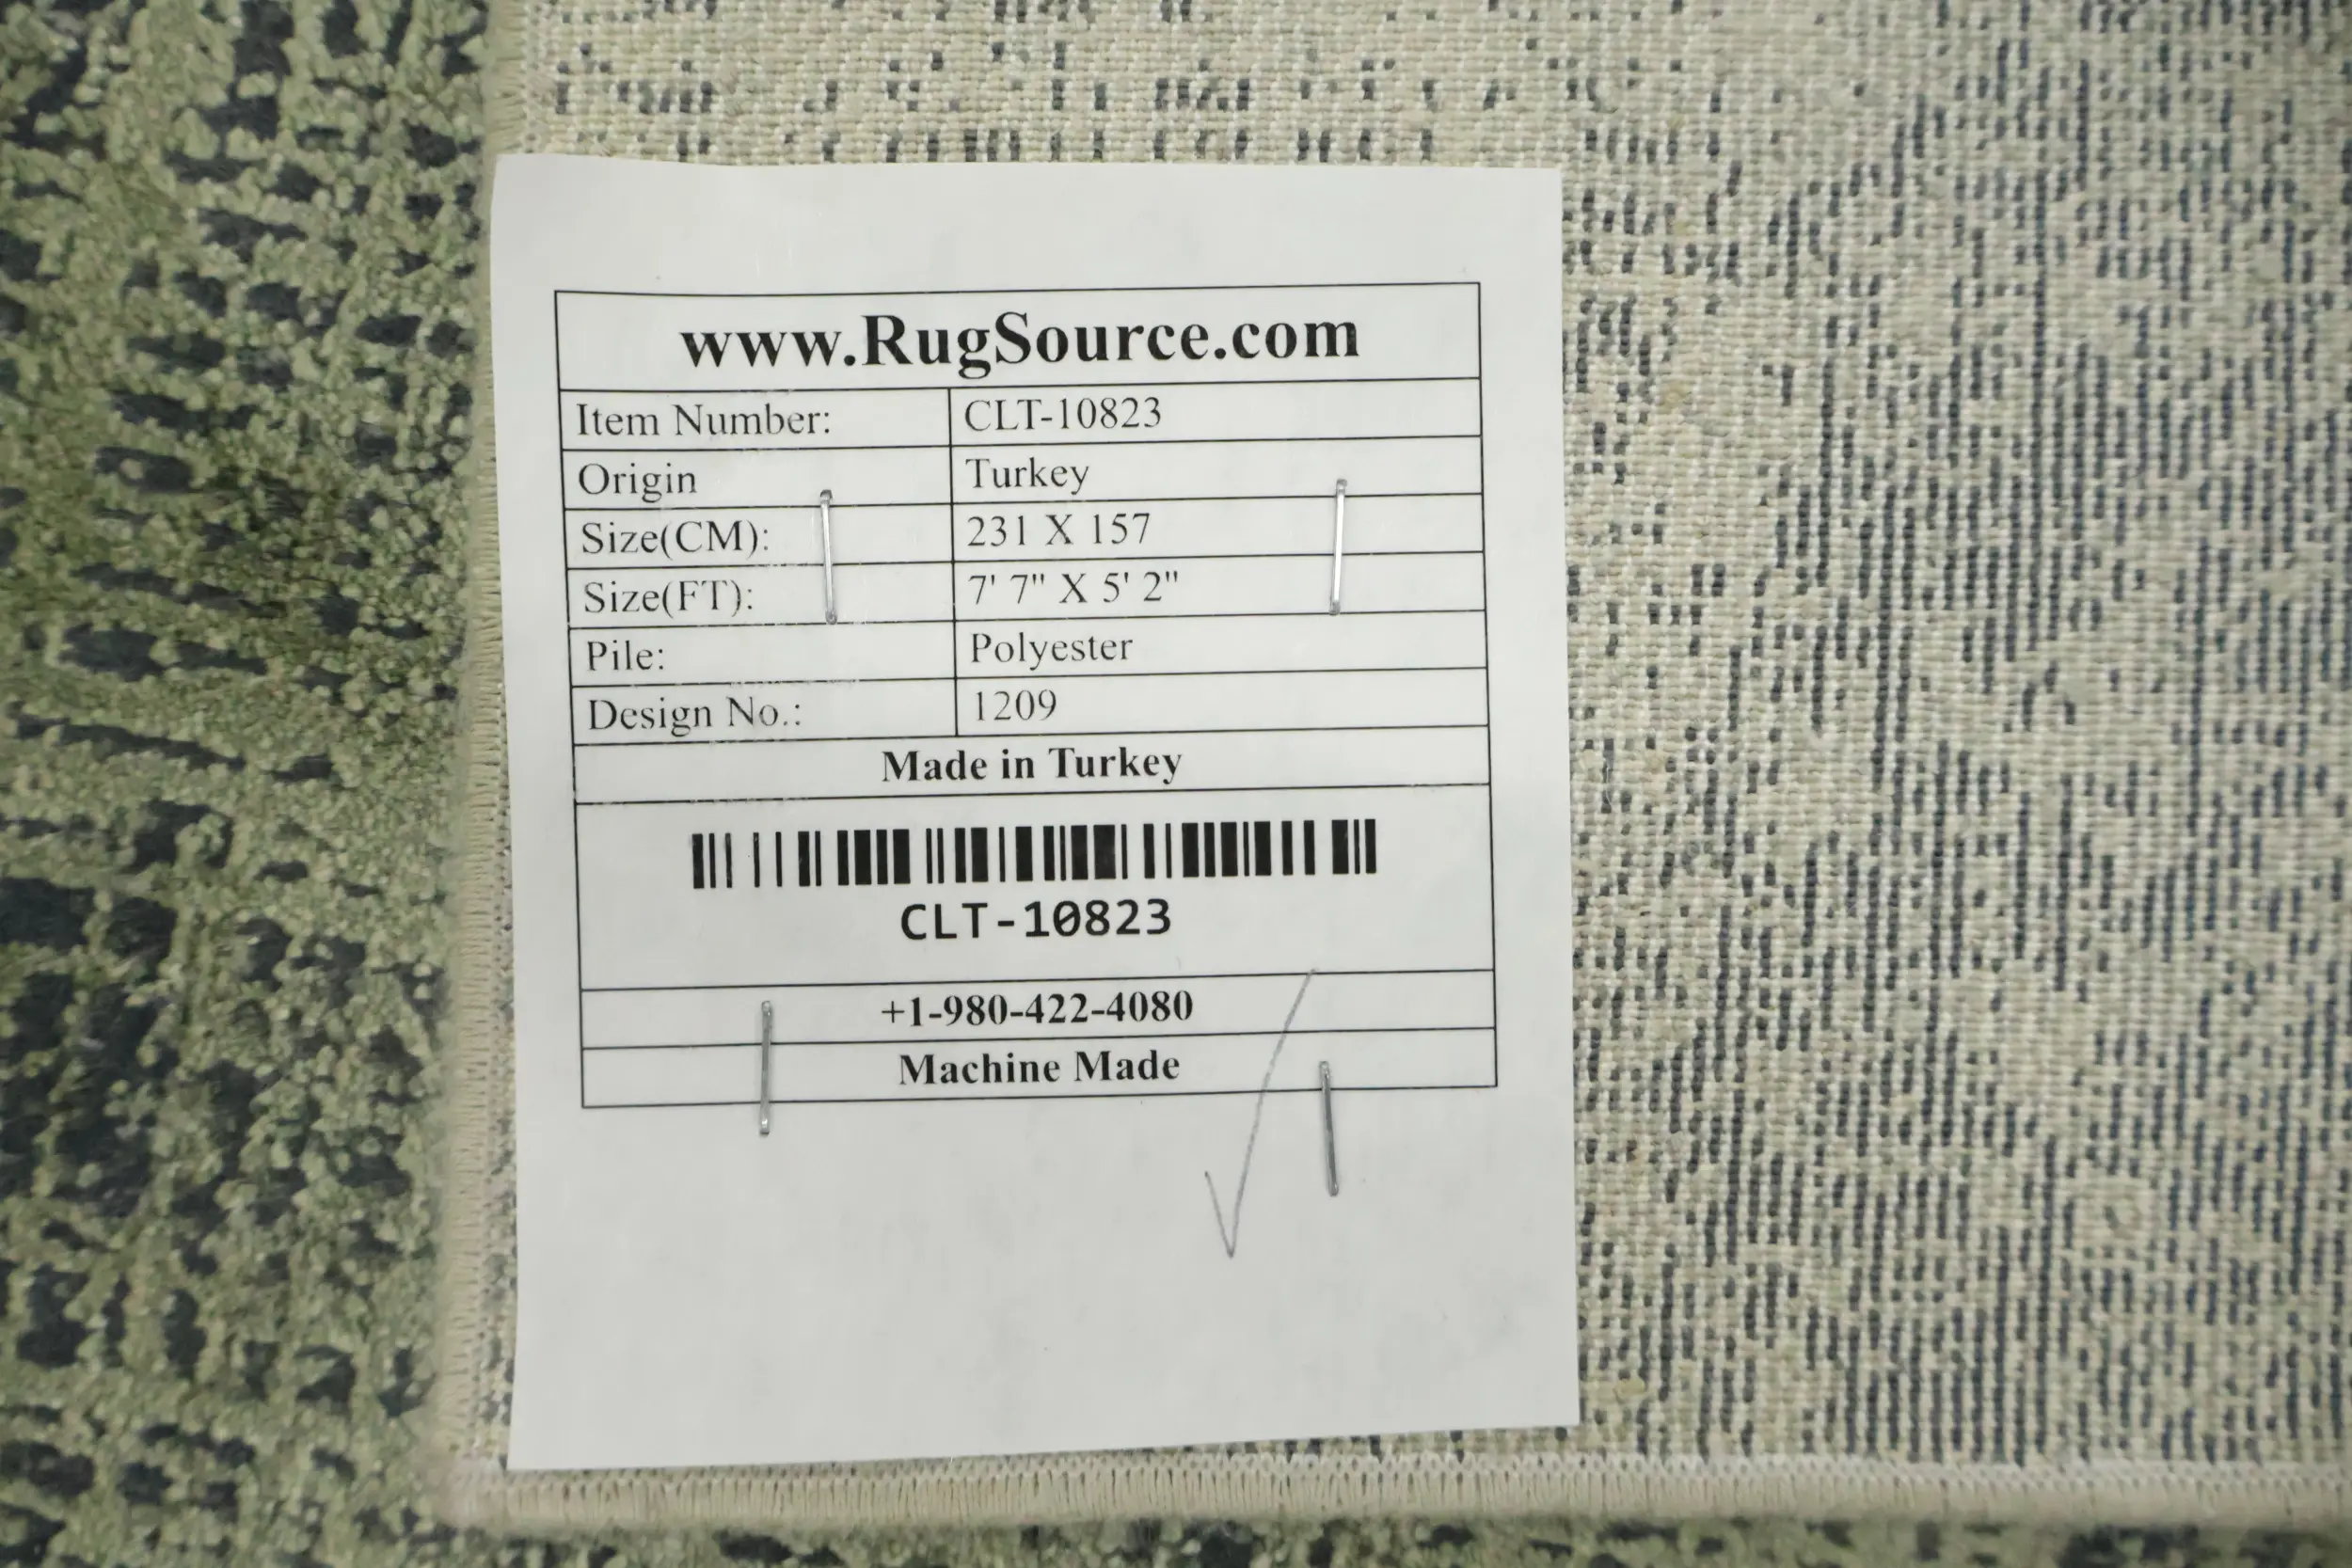 www.RugSource.com
Item Number: CLT-10823
Origin Turkey
Size(CM): 231 X 157
Size(FT): 7' 7" X 5' 2"
Pile: Polyester
Design No.: 1209
Made in Turkey
CLT-10823
+1-980-422-4080
Machine Made